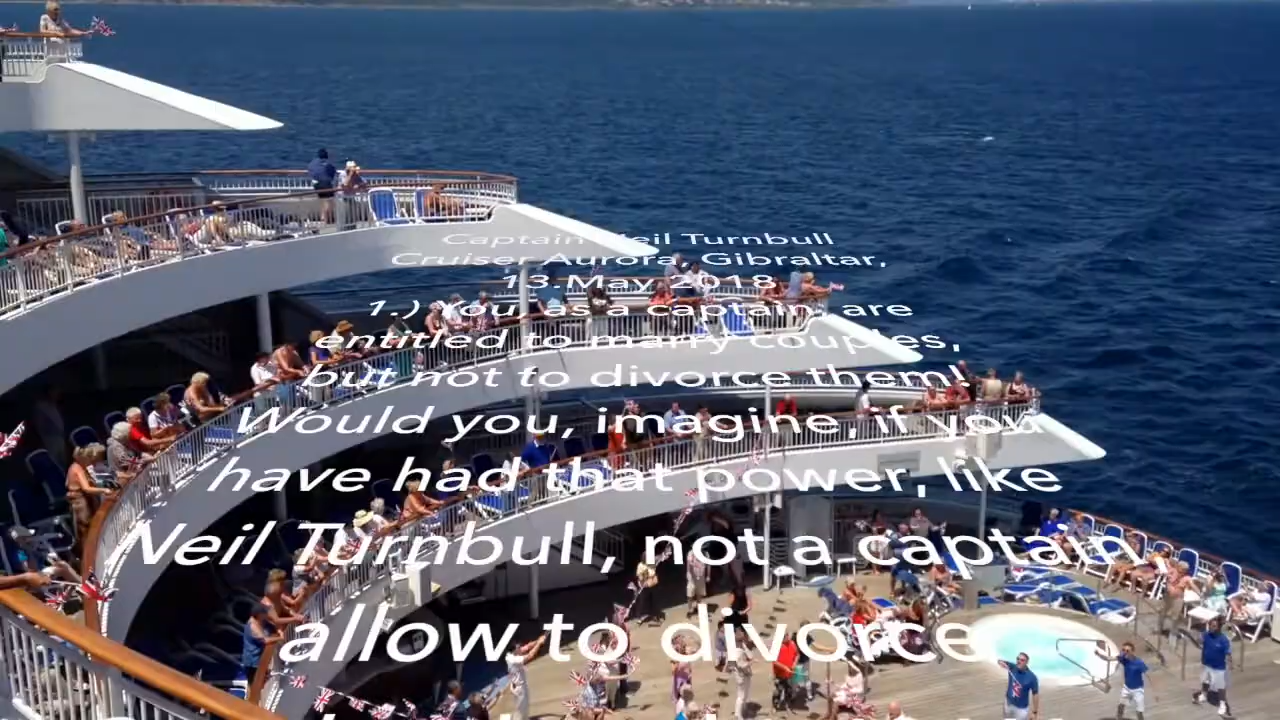 Captain Neil Turnbull
Cruiser Aurora, Gibraltar,
13.May 2018
1.) You, as a captain, are
entitled to marry couples,
but not to divorce them!
Would you, imagine, if you
have had that power, like
Neil Turnbull, not a captain,
allow to divorce